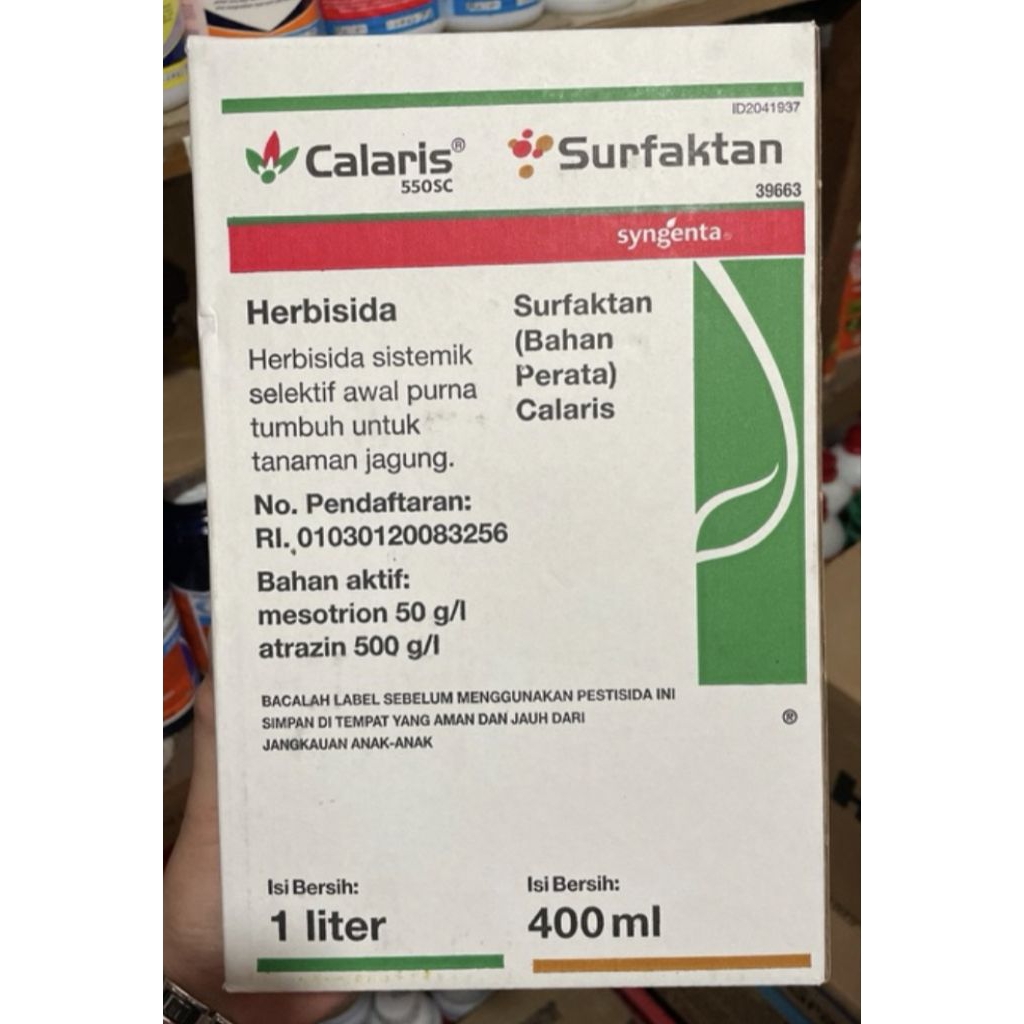 ID2041937
Calaris®
550SC
Surfaktan
39663
syngenta®
Herbisida
Herbisida sistemik
selektif awal purna
tumbuh untuk
tanaman jagung.
No. Pendaftaran:
RI. 01030120083256
Bahan aktif:
mesotrion 50 g/l
atrazin 500 g/l
Surfaktan
(Bahan
Perata)
Calaris
BACALAH LABEL SEBELUM MENGGUNAKAN PESTISIDA INI
SIMPAN DI TEMPAT YANG AMAN DAN JAUH DARI
JANGKAUAN ANAK-ANAK
®
Isi Bersih:
1 liter
Isi Bersih:
400 ml